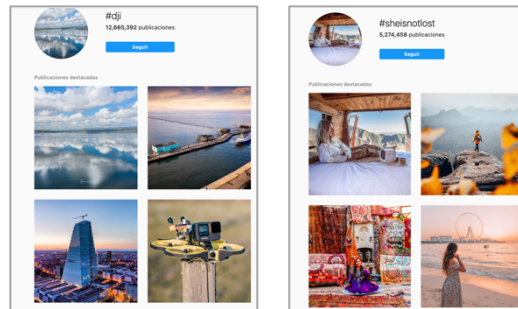 #dji
12,665,392 publicaciones
Seguir
Publicaciones destacadas
#sheisnotlost
5,274,458 publicaciones
Seguir
Publicaciones destacadas